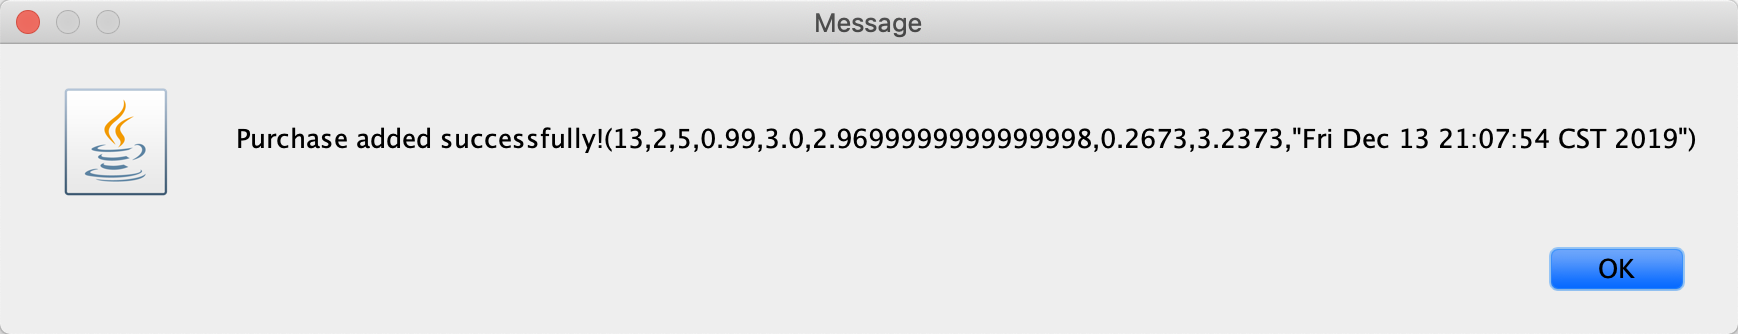 Message
Purchase added successfully!(13,2,5,0.99,3.0,2.9699999999999998,0.2673,3.2373,"Fri Dec 13 21:07:54 CST 2019")
OK